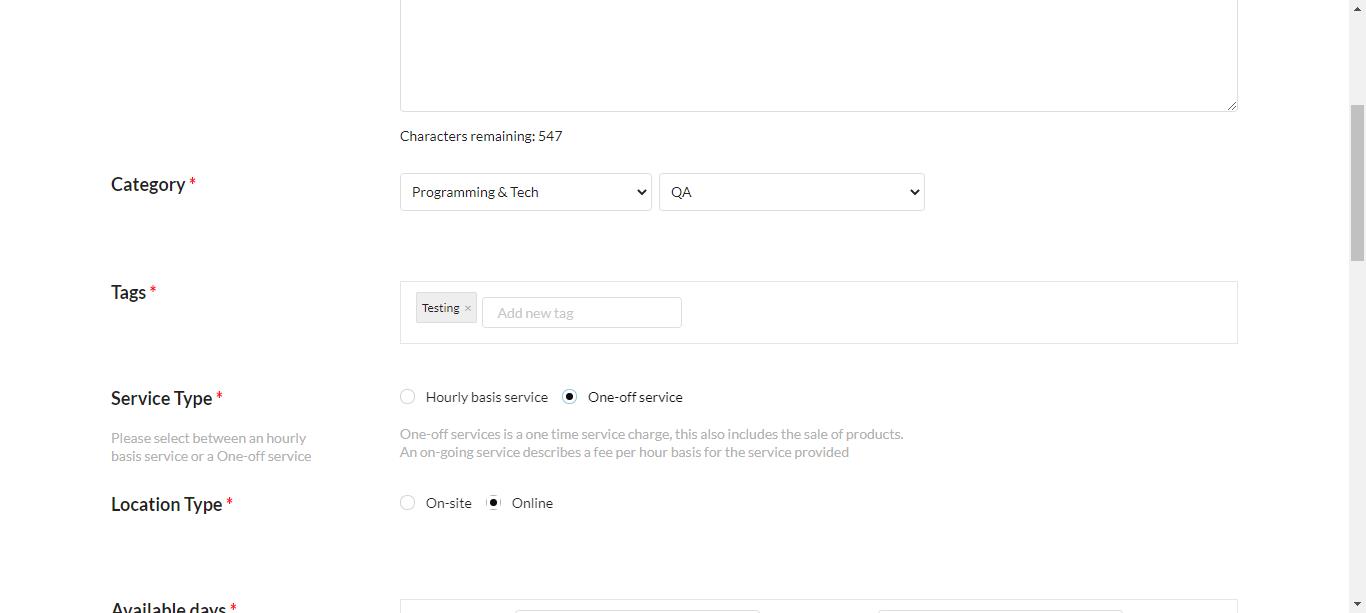 Characters remaining: 547
Category *
Programming & Tech
QA
Tags *
Testing ×
Add new tag
Service Type *
Hourly basis service
One-off service
Please select between an hourly
basis service or a One-off service
One-off services is a one time service charge, this also includes the sale of products.
An on-going service describes a fee per hour basis for the service provided
Location Type *
On-site
Online
Available days *